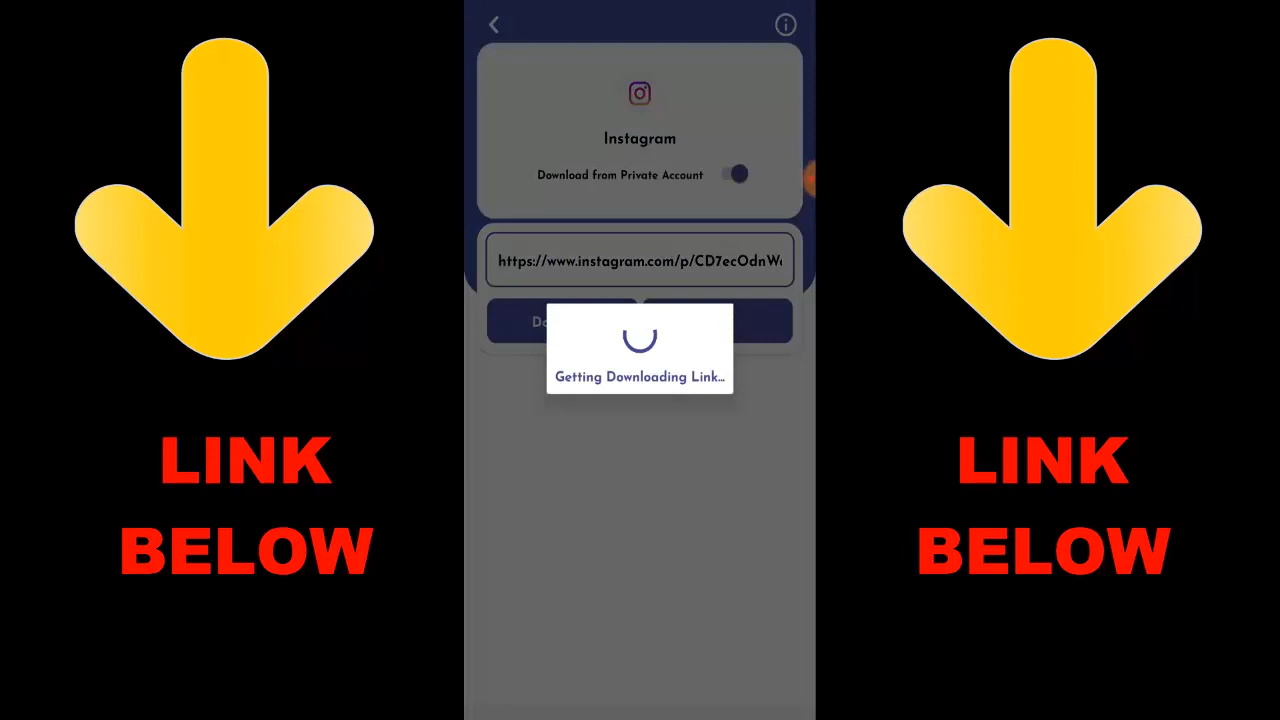 Instagram
Download from Private Account
https://www.instagram.com/p/CD7ecOdnW
Getting Downloading Link...
LINK
BELOW
LINK
BELOW